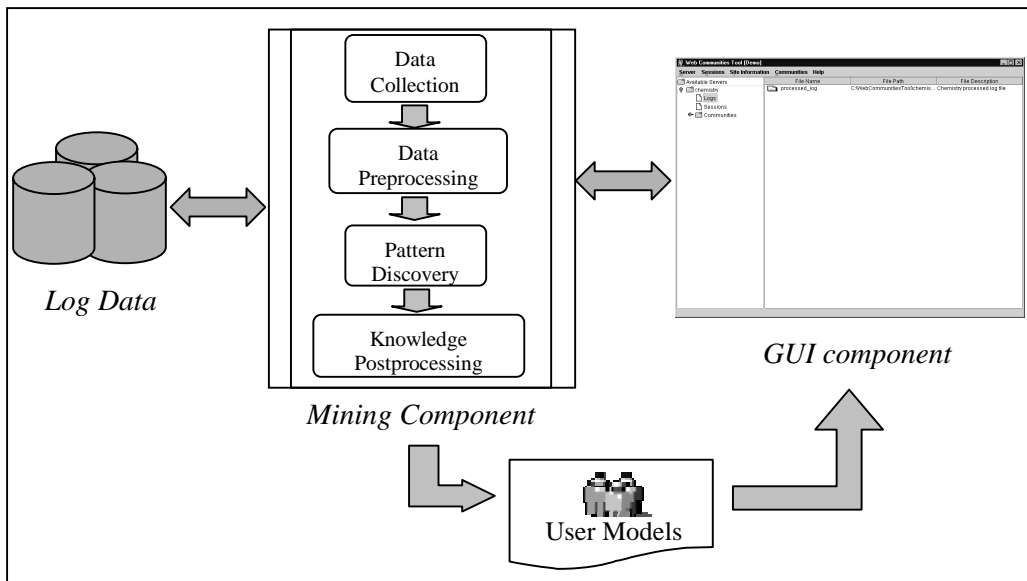 Data
Collection
Data
Preprocessing
Pattern
Discovery
Knowledge
Postprocessing
Log Data
Mining Component
Web Communities Tool [Demo]
Server Sessions Site Information Communities Help
Available Servers
chemistry
Logs
Sessions
Communities
File Name File Path File Description
processed_log C:\WebCommunitiesTool\chemis... Chemistry processed log file
GUI component
User Models